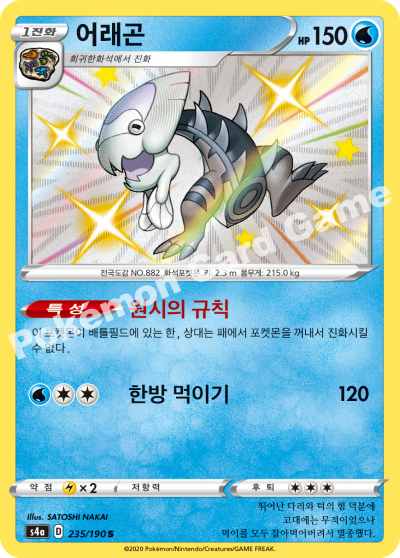 1진화
어래곤
HP 150
희귀한화석에서 진화
전국도감 NO.882 화석포켓몬 키: 2.3 m 몸무게: 215.0 kg
특성 원시의 규칙
이 포켓몬이 배틀필드에 있는 한, 상대는 패에서 포켓몬을 꺼내서 진화시킬
수 없다.
한방 먹이기 120
약점 ×2 저항력 후퇴
Illus. SATOSHI NAKAI
s4a D 235/190 S
뛰어난 다리와 턱의 힘 덕분에
고대에는 무적이었으나
먹이를 모두 잡아먹어버려서 멸종했다.
©2020 Pokémon/Nintendo/Creatures/GAME FREAK.
Pokémon Card Game